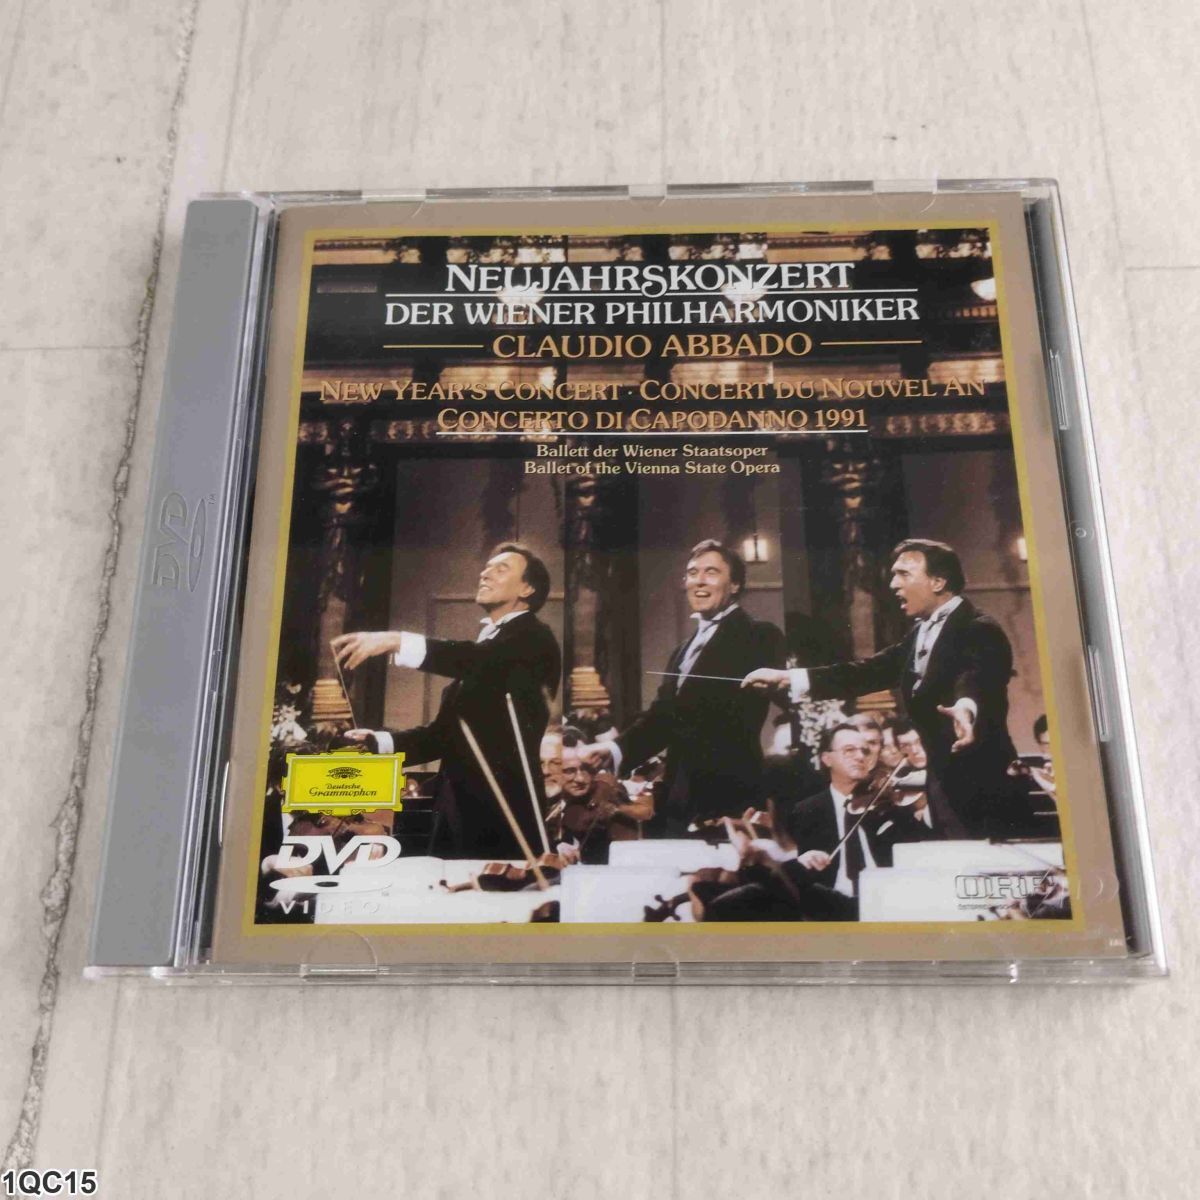 NEUJAHRSKONZERT
DER WIENER PHILHARMONIKER
CLAUDIO ABBADO
NEW YEAR'S CONCERT · CONCERT DU NOUVEL AN
CONCERTO DI CAPODANNO 1991
Ballett der Wiener Staatsoper
Ballet of the Vienna State Opera
DVD
Deutsche
Grammophon
DVD
VIDEO
ORF
1QC15